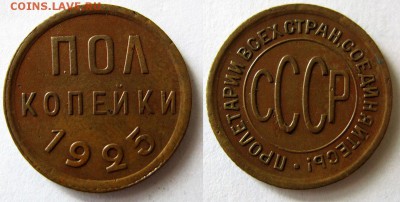 COINS.LAVE.RU
ПОЛ
КОПЕЙКИ
1925
ПРОЛЕТАРИИ ВСЕХ СТРАН, СОЕДИНЯЙТЕСЬ!
СССР